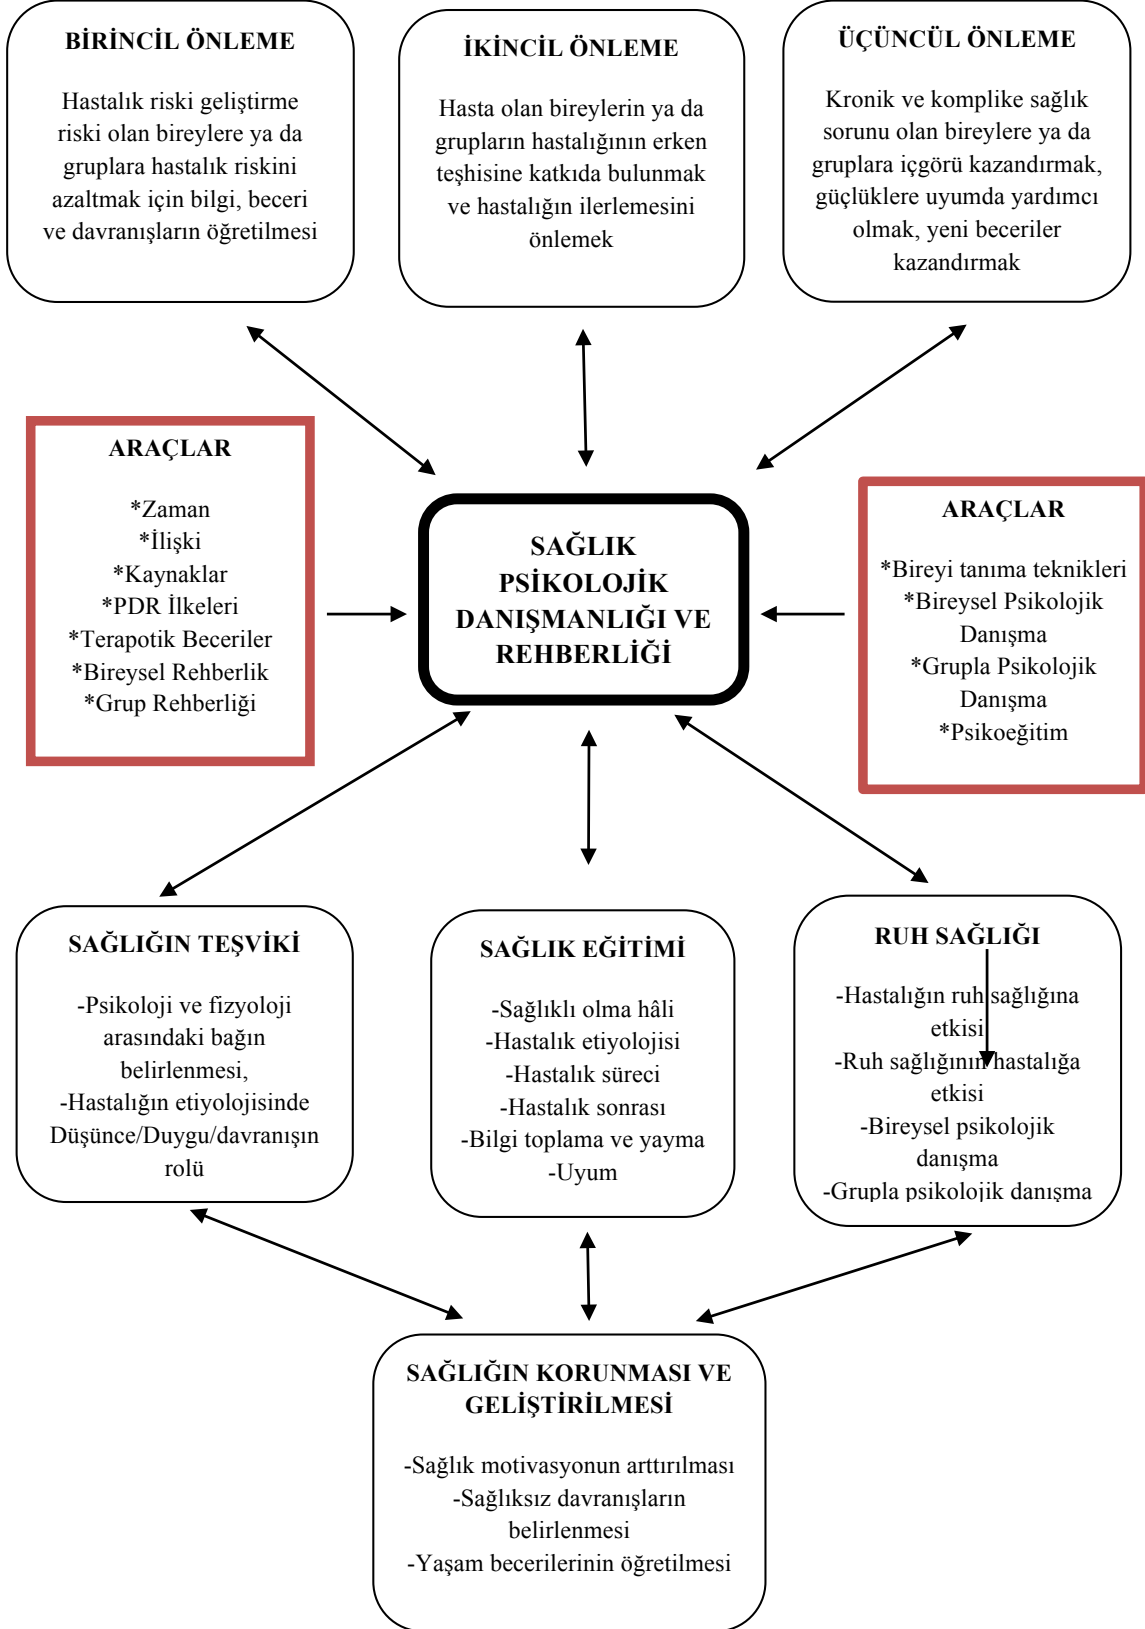 BİRİNCİL ÖNLEME
Hastalık riski geliştirme
riski olan bireylere ya da
gruplara hastalık riskini
azaltmak için bilgi, beceri
ve davranışların öğretilmesi
İKİNCİL ÖNLEME
Hasta olan bireylerin ya da
grupların hastalığının erken
teşhisine katkıda bulunmak
ve hastalığın ilerlemesini
önlemek
ÜÇÜNCÜL ÖNLEME
Kronik ve komplike sağlık
sorunu olan bireylere ya da
gruplara içgörü kazandırmak,
güçlüklere uyumda yardımcı
olmak, yeni beceriler
kazandırmak
ARAÇLAR
*Zaman
*İlişki
*Kaynaklar
*PDR İlkeleri
*Terapotik Beceriler
*Bireysel Rehberlik
*Grup Rehberliği
SAĞLIK
PSİKOLOJİK
DANIŞMANLIĞI VE
REHBERLİĞİ
ARAÇLAR
*Bireyi tanıma teknikleri
*Bireysel Psikolojik
Danışma
*Grupla Psikolojik
Danışma
*Psikoeğitim
SAĞLIĞIN TEŞVİKİ
-Psikoloji ve fizyoloji
arasındaki bağın
belirlenmesi,
-Hastalığın etiyolojisinde
Düşünce/Duygu/davranışın
rolü
SAĞLIK EĞİTİMİ
-Sağlıklı olma hâli
-Hastalık etiyolojisi
-Hastalık süreci
-Hastalık sonrası
-Bilgi toplama ve yayma
-Uyum
RUH SAĞLIĞI
-Hastalığın ruh sağlığına
etkisi
-Ruh sağlığının hastalığa
etkisi
-Bireysel psikolojik
danışma
-Grupla psikolojik danışma
SAĞLIĞIN KORUNMASI VE
GELİŞTİRİLMESİ
-Sağlık motivasyonun arttırılması
-Sağlıksız davranışların
belirlenmesi
-Yaşam becerilerinin öğretilmesi